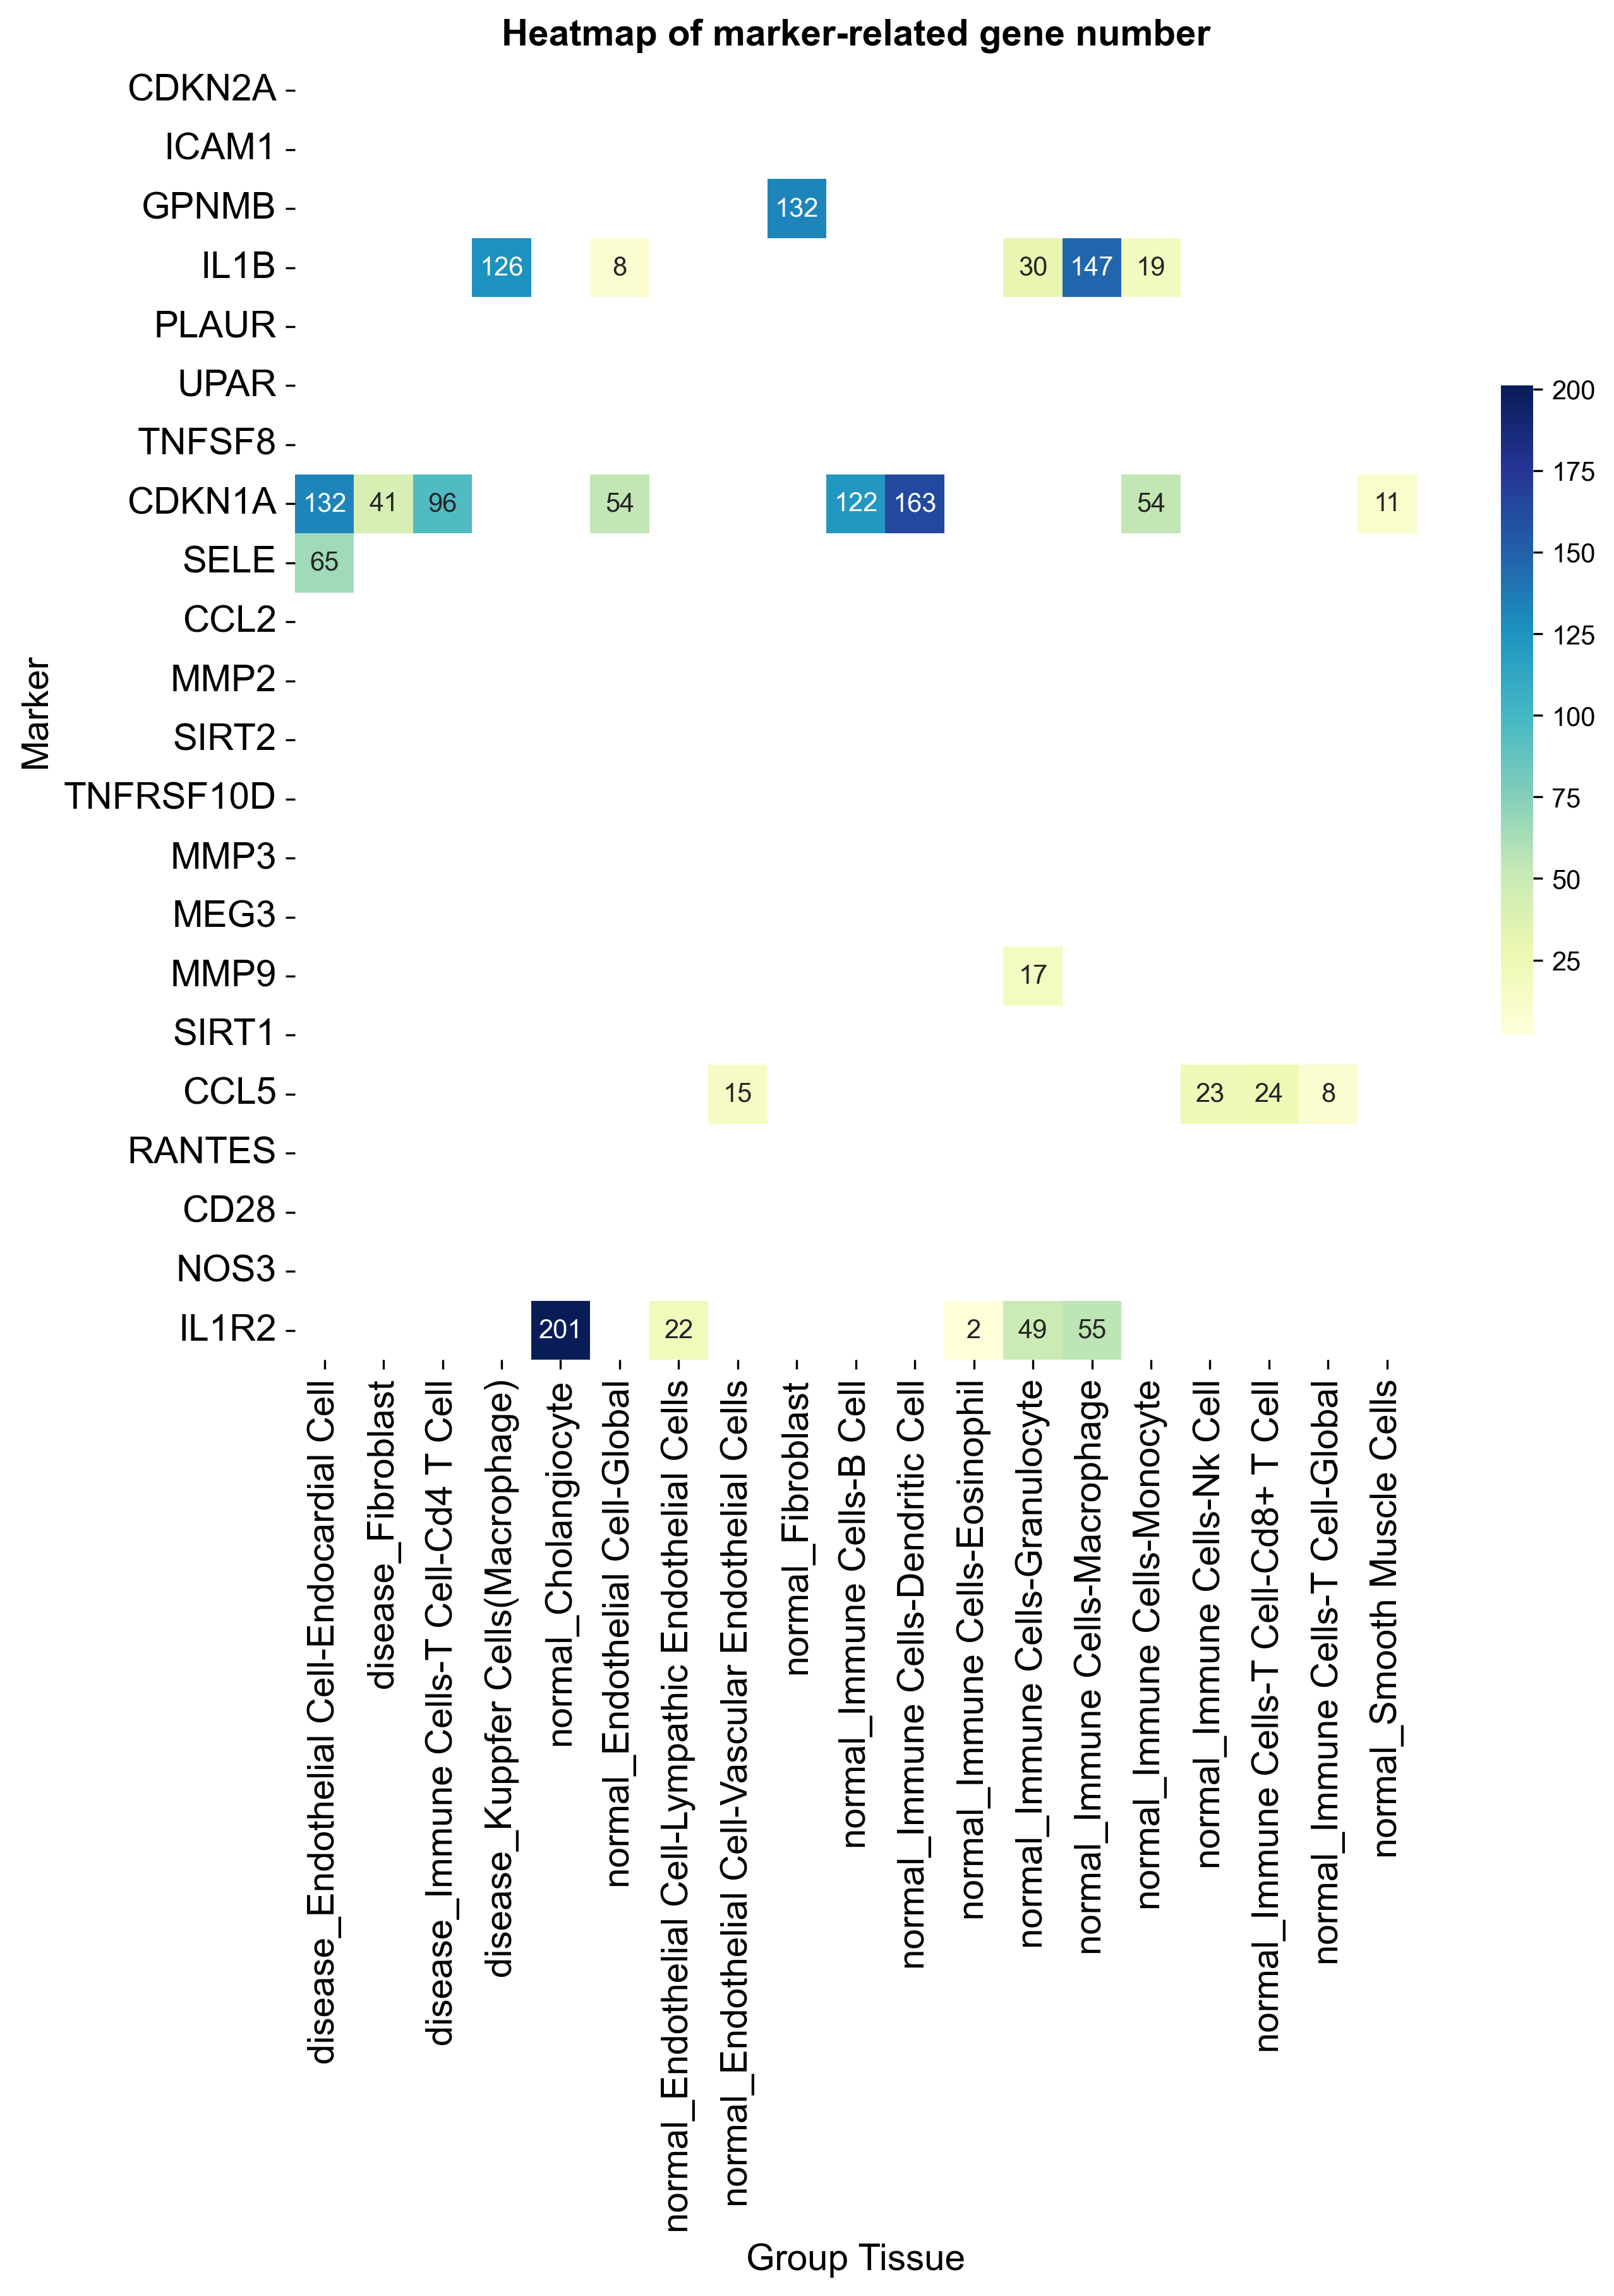 Heatmap of marker-related gene number
Marker
CDKN2A
ICAM1
GPNMB
132
IL1B
126 8 30 147 19
PLAUR
UPAR
TNFSF8
CDKN1A
132 41 96 54 122 163 54 11
SELE
65
CCL2
MMP2
SIRT2
TNFRSF10D
MMP3
MEG3
MMP9
17
SIRT1
CCL5
15 23 24 8
RANTES
CD28
NOS3
IL1R2
201 22 2 49 55
200
175
150
125
100
75
50
25
disease_Endothelial Cell-Endocardial Cell
disease_Fibroblast
disease_Immune Cells-T Cell-Cd4 T Cell
disease_Kuppfer Cells(Macrophage)
normal_Cholangiocyte
normal_Endothelial Cell-Global
normal_Endothelial Cell-Lympathic Endothelial Cells
normal_Endothelial Cell-Vascular Endothelial Cells
normal_Fibroblast
normal_Immune Cells-B Cell
normal_Immune Cells-Dendritic Cell
normal_Immune Cells-Eosinophil
normal_Immune Cells-Granulocyte
normal_Immune Cells-Macrophage
normal_Immune Cells-Monocyte
normal_Immune Cells-Nk Cell
normal_Immune Cells-T Cell-Cd8+ T Cell
normal_Immune Cells-T Cell-Global
normal_Smooth Muscle Cells
Group Tissue